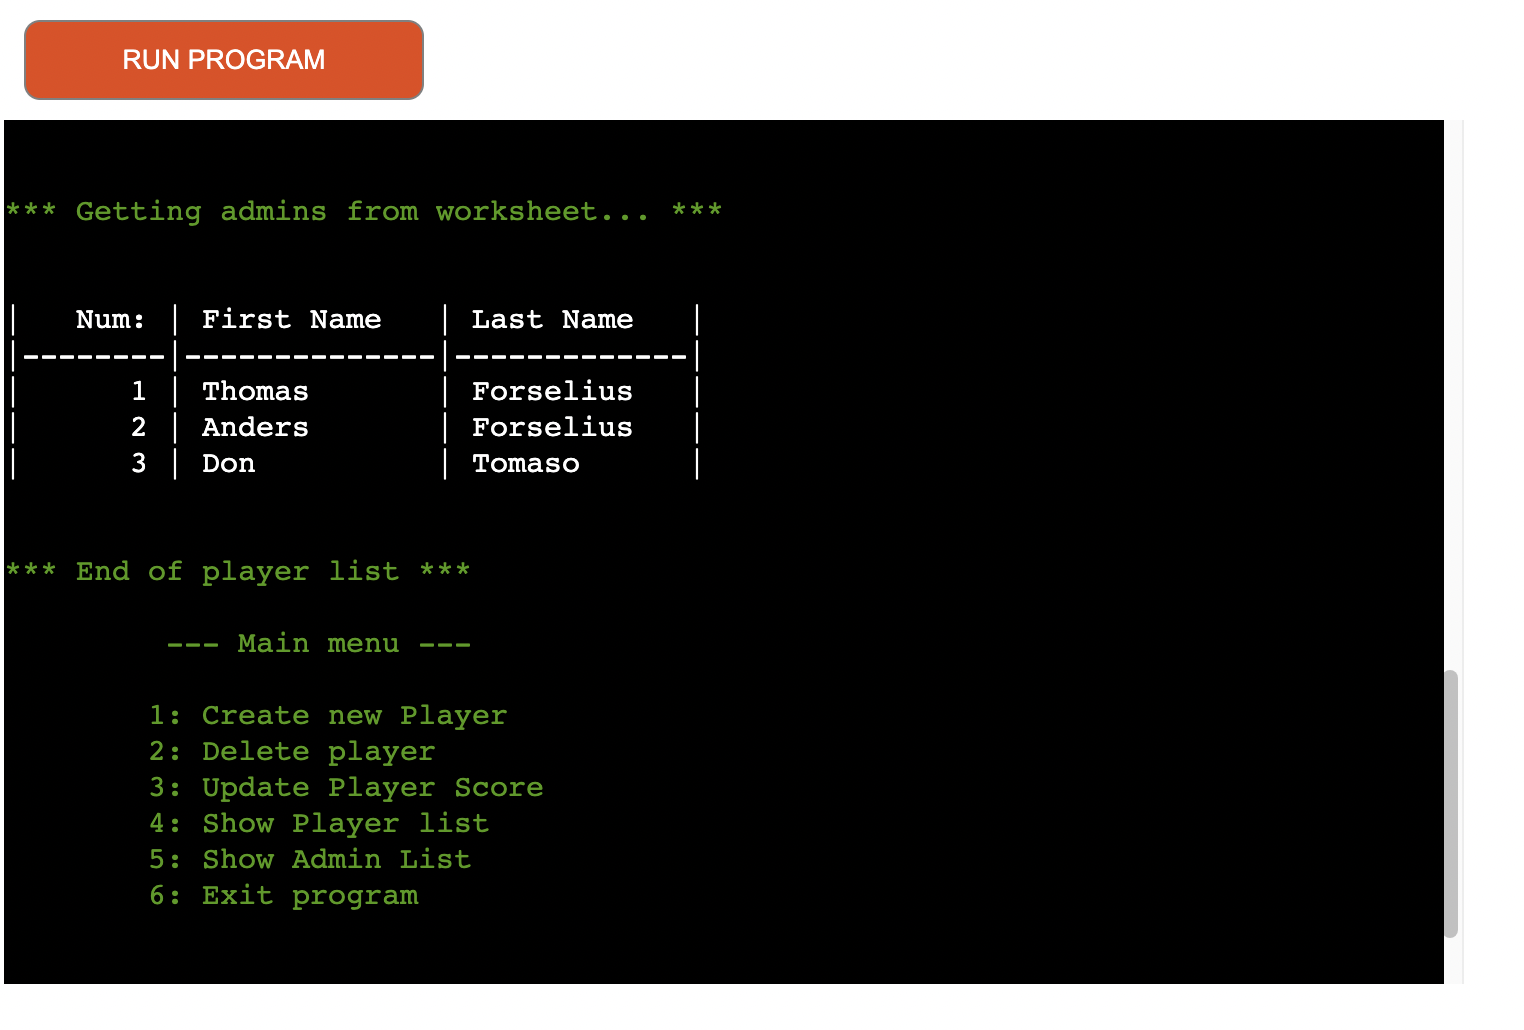 RUN PROGRAM
*** Getting admins from worksheet... ***
|   Num: | First Name   | Last Name   |
|--------|--------------|-------------|
|      1 | Thomas       | Forselius   |
|      2 | Anders       | Forselius   |
|      3 | Don          | Tomaso      |
*** End of player list ***
--- Main menu ---
1: Create new Player
2: Delete player
3: Update Player Score
4: Show Player list
5: Show Admin List
6: Exit program